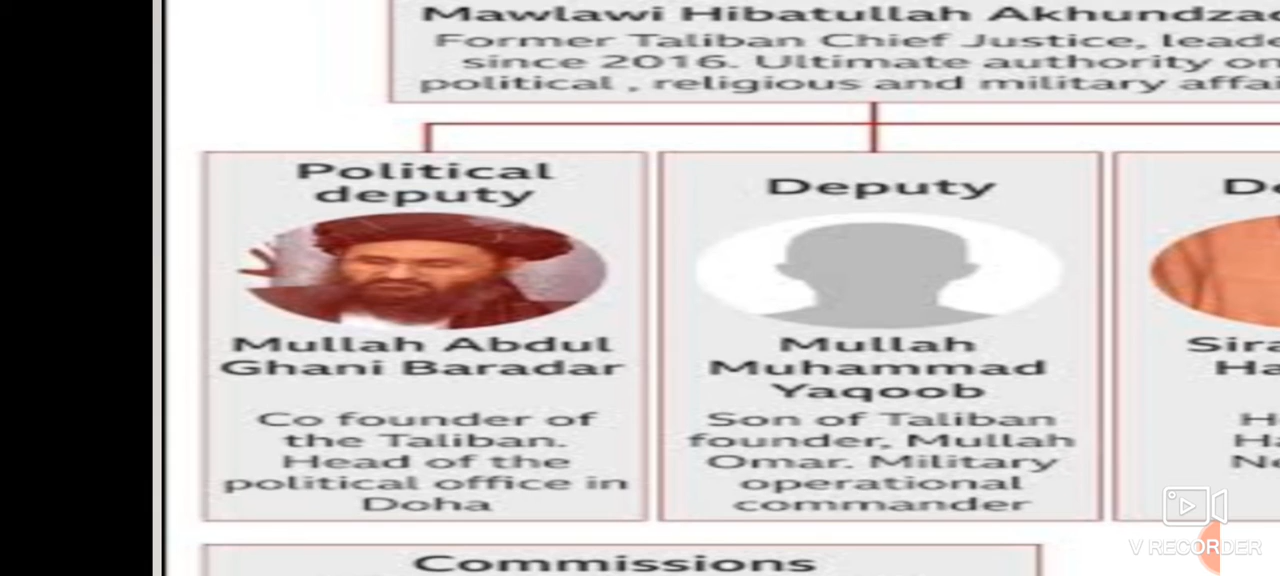 Mawlawi Hibatullah
Former Taliban Chief Justice,
since 2016. Ultimate authority on
political , religious and military
Political
deputy
Mullah Abdul
Ghani Baradar
Co founder of
the Taliban.
Head of the
political office in
Doha
Deputy
Mullah
Muhammad
Yaqoob
Son of Taliban
founder, Mullah
Omar. Military
operational
commander
Commissions
V RECORDER